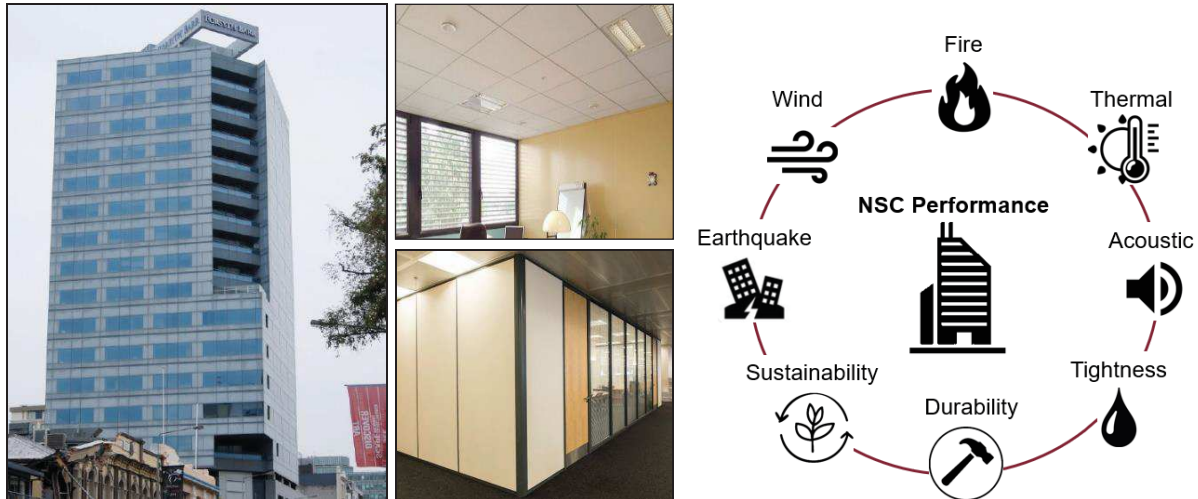 Fire
Wind
Thermal
NSC Performance
Earthquake
Acoustic
Sustainability
Tightness
Durability